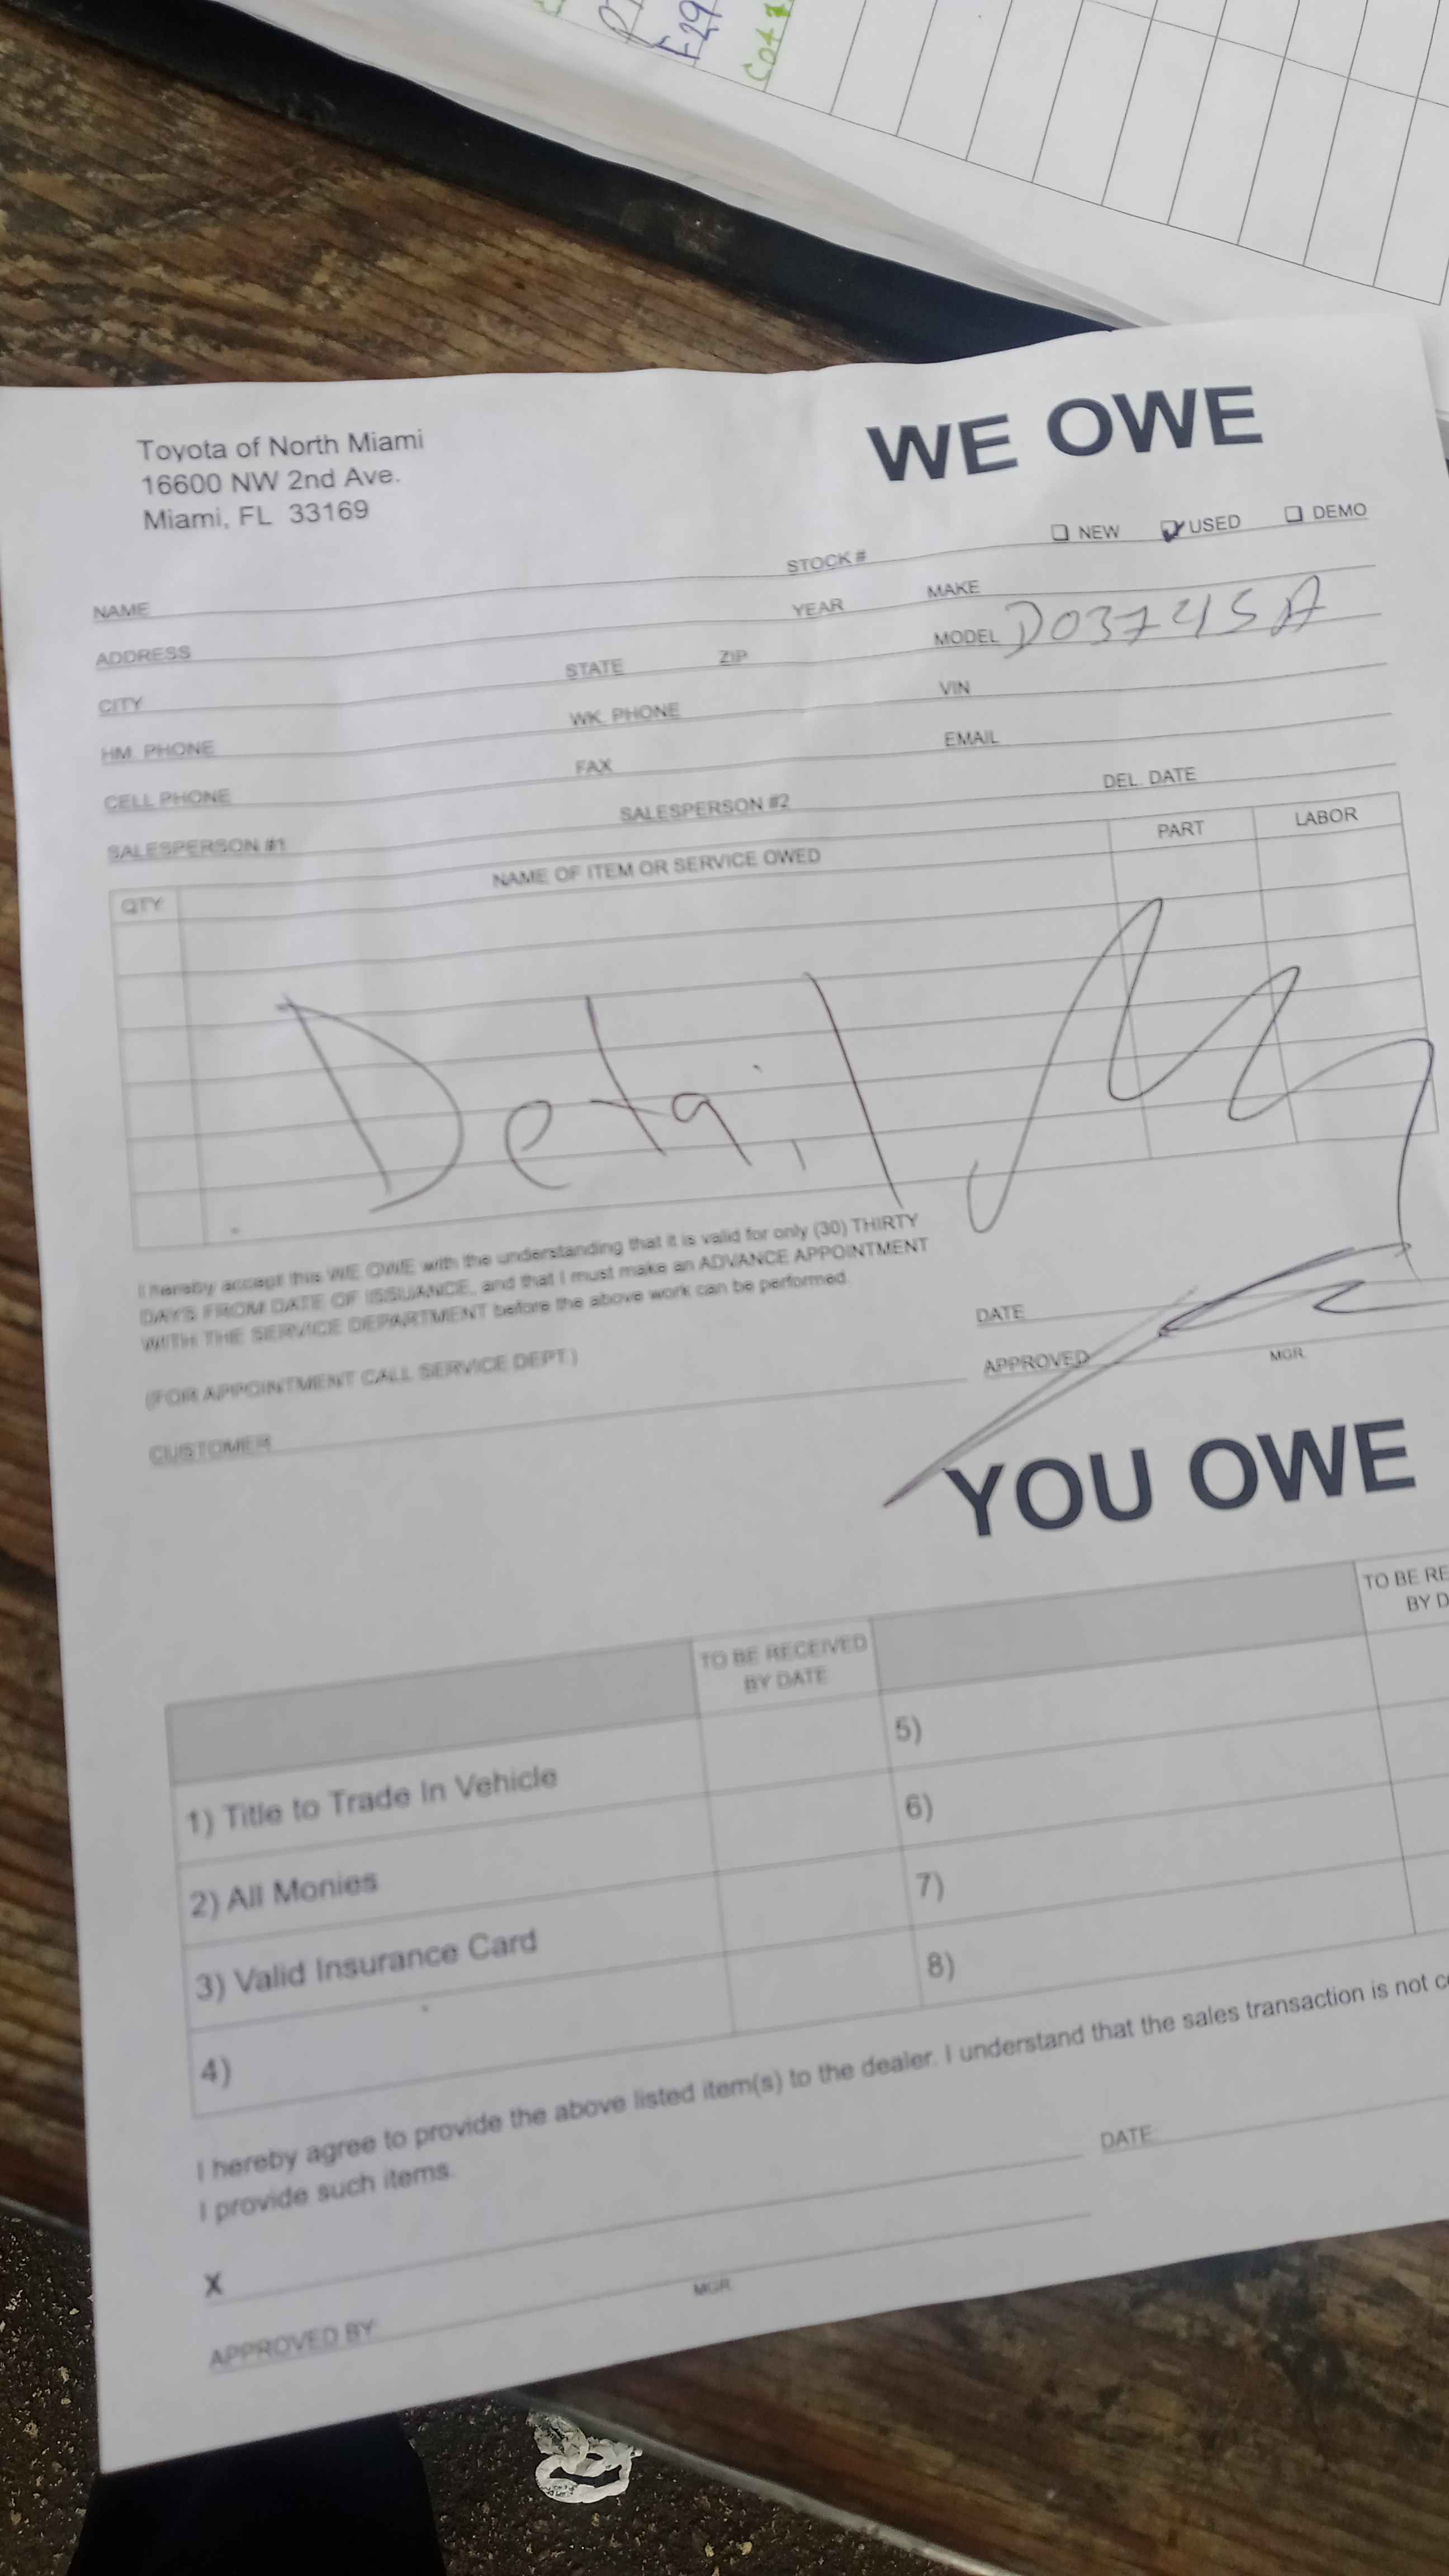 F29
Toyota of North Miami
16600 NW 2nd Ave.
Miami, FL 33169
WE OWE
NEW USED DEMO
NAME STOCK #
ADDRESS YEAR MAKE
CITY STATE ZIP MODEL D03745A
HM. PHONE WK. PHONE VIN
CELL PHONE FAX EMAIL
SALESPERSON #1 SALESPERSON #2 DEL. DATE
QTY NAME OF ITEM OR SERVICE OWED PART LABOR
Detail
I hereby accept this WE OWE with the understanding that it is valid for only (30) THIRTY
DAYS FROM DATE OF ISSUANCE, and that I must make an ADVANCE APPOINTMENT
WITH THE SERVICE DEPARTMENT before the above work can be performed.
(FOR APPOINTMENT CALL SERVICE DEPT.)
DATE
APPROVED MGR.
CUSTOMER
YOU OWE
TO BE RECEIVED
BY DATE
TO BE RE
BY D
1) Title to Trade In Vehicle
2) All Monies
3) Valid Insurance Card
4)
5)
6)
7)
8)
I hereby agree to provide the above listed item(s) to the dealer. I understand that the sales transaction is not c
I provide such items.
X DATE
APPROVED BY MGR.